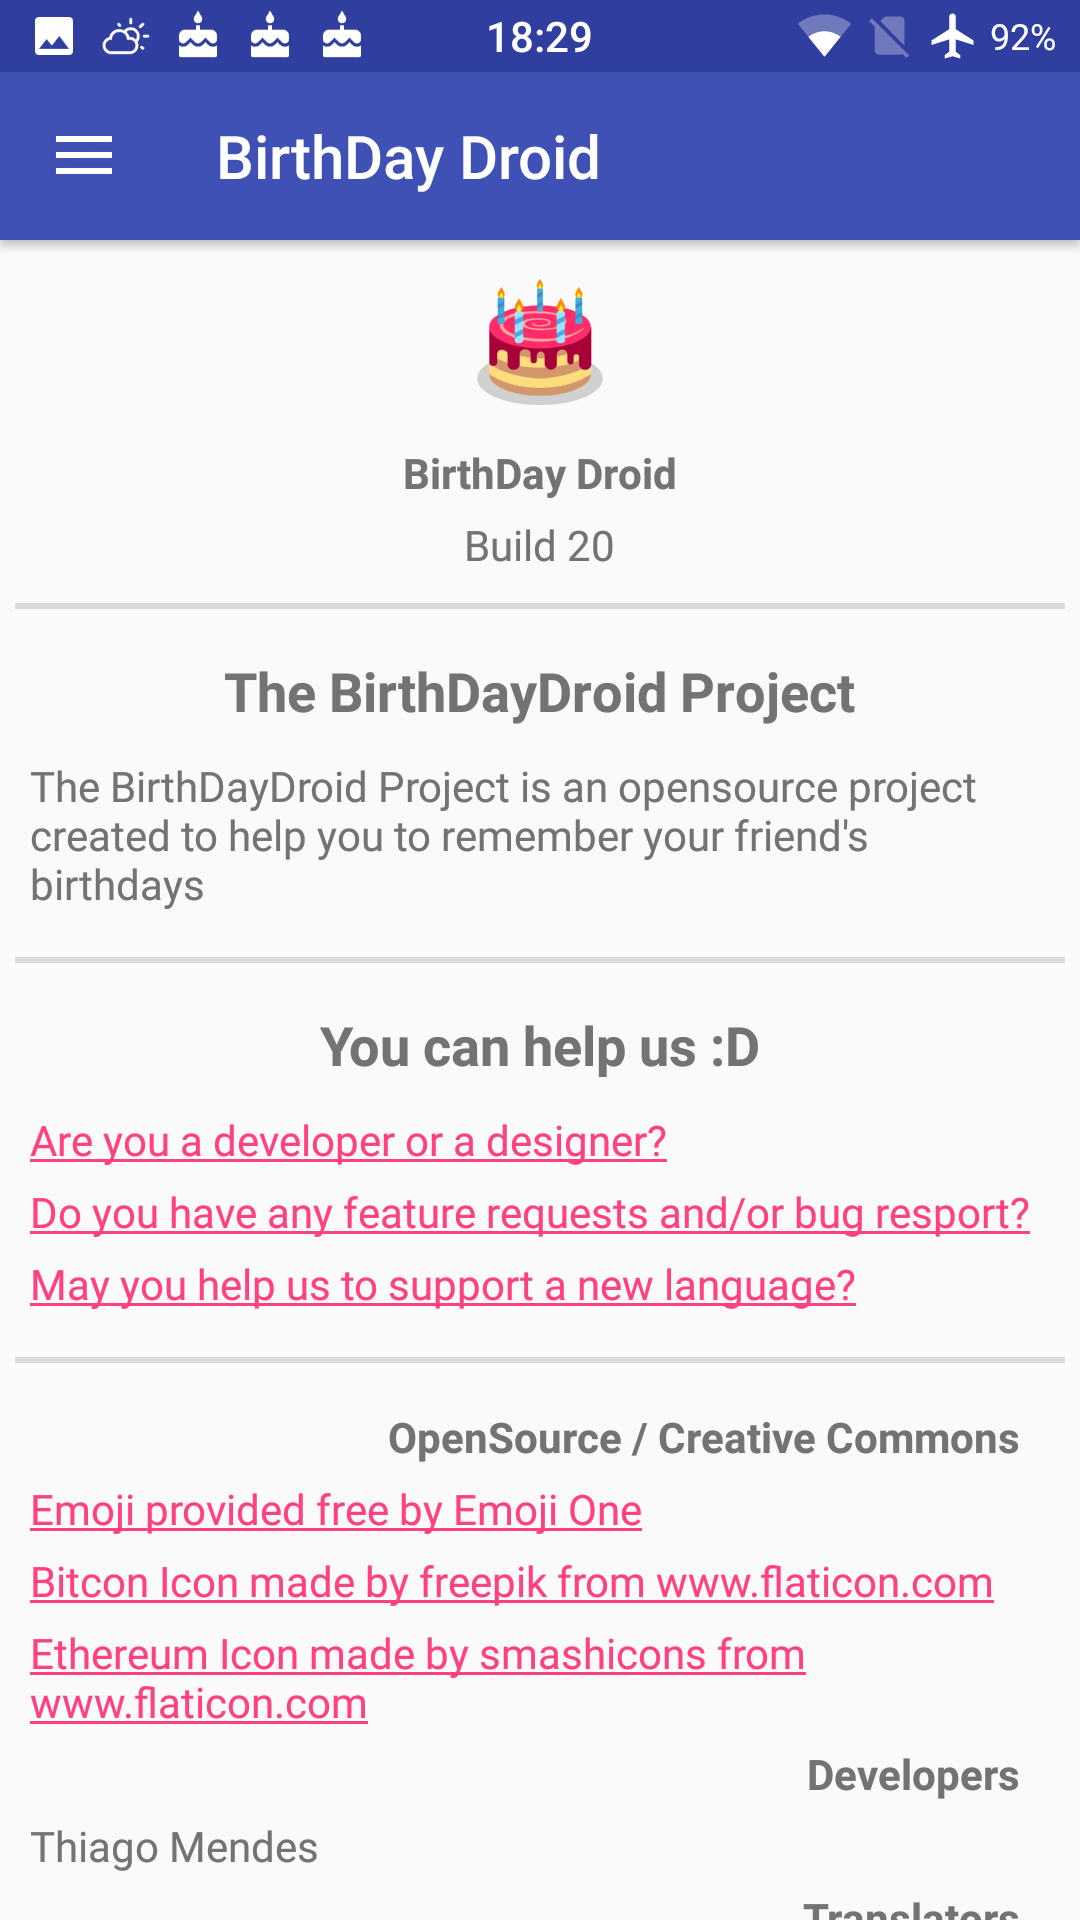 18:29
92%
BirthDay Droid
BirthDay Droid
Build 20
The BirthDayDroid Project
The BirthDayDroid Project is an opensource project
created to help you to remember your friend's
birthdays
You can help us :D
Are you a developer or a designer?
Do you have any feature requests and/or bug resport?
May you help us to support a new language?
OpenSource / Creative Commons
Emoji provided free by Emoji One
Bitcon Icon made by freepik from www.flaticon.com
Ethereum Icon made by smashicons from
www.flaticon.com
Developers
Thiago Mendes
Translators